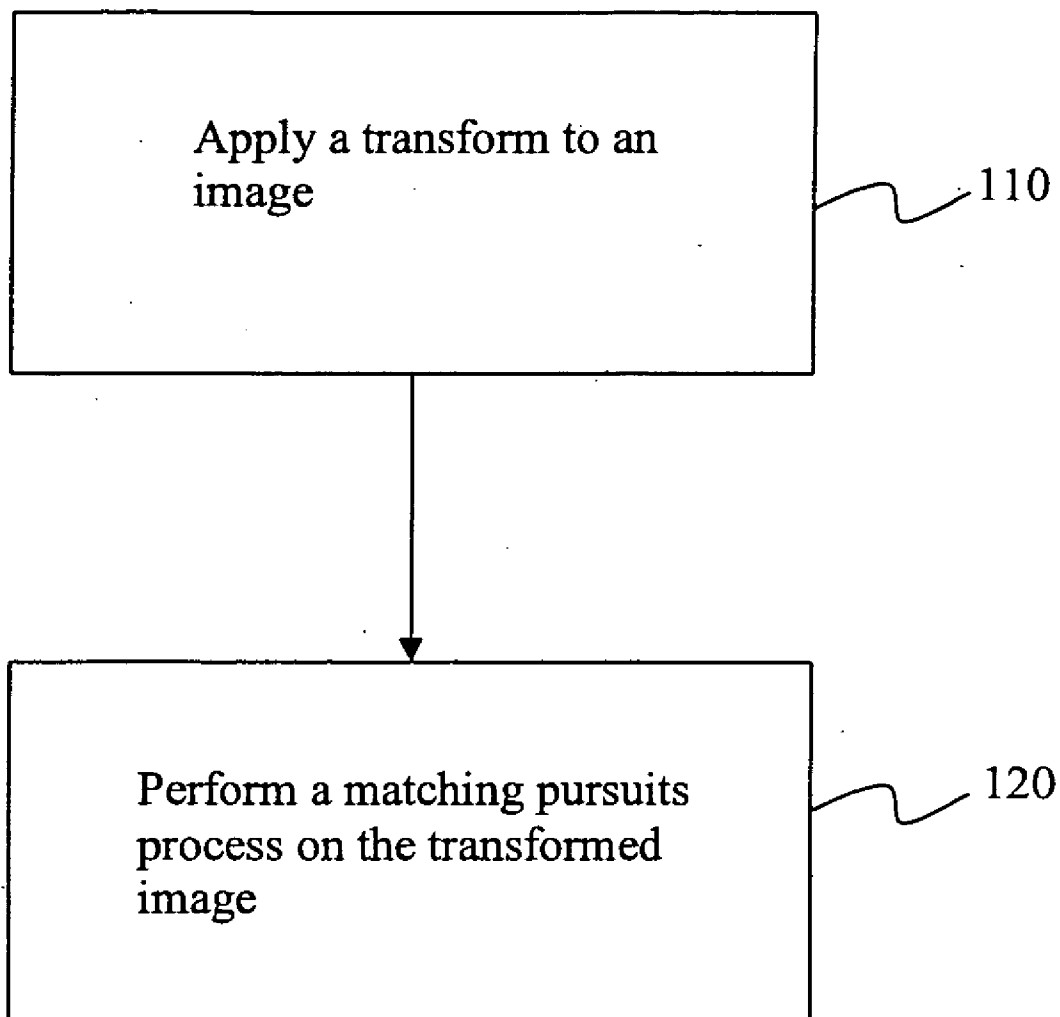 Apply a transform to an
image
110
Perform a matching pursuits
process on the transformed
image
120